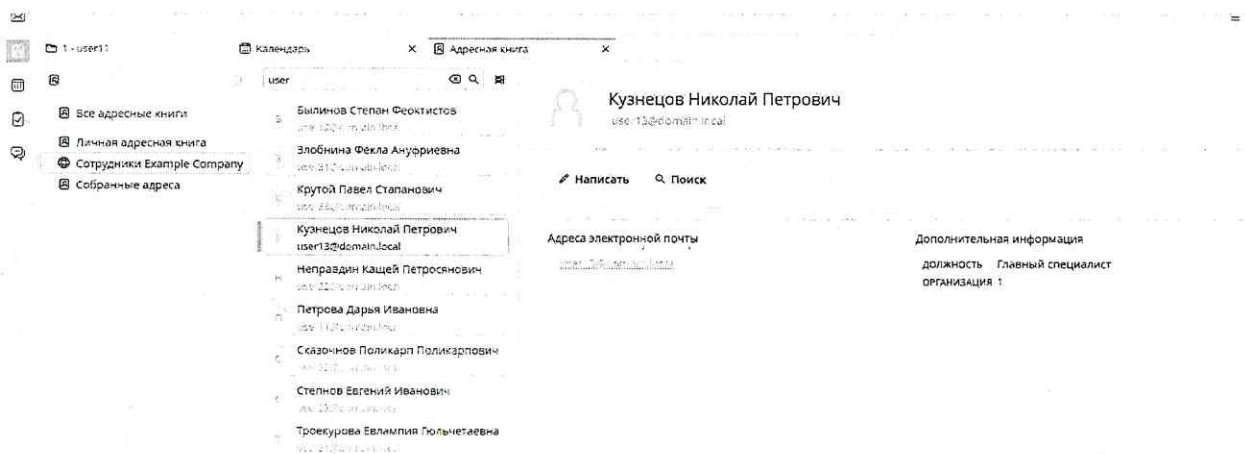 1 - user11
Календарь
Адресная книга
user
Все адресные книги
Личная адресная книга
Сотрудники Example Company
Собранные адреса
Былинов Степан Феоктистов
Злобнина Фёкла Ануфриевна
Крутой Павел Стапанович
Кузнецов Николай Петрович
user13@domain.local
Неправдин Кащей Петросянович
Петрова Дарья Ивановна
Сказочнов Поликарп Поликарпович
Степнов Евгений Иванович
Троекурова Евлампия Гюльчетаевна
Кузнецов Николай Петрович
user13@domain.local
Написать
Поиск
Адреса электронной почты
Дополнительная информация
ДОЛЖНОСТЬ Главный специалист
ОРГАНИЗАЦИЯ 1